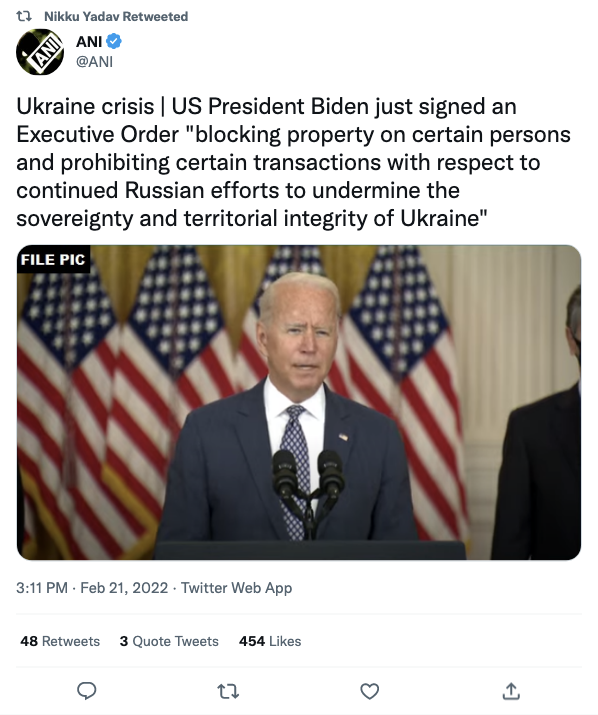 Nikku Yadav Retweeted
ANI
ANI
@ANI
Ukraine crisis | US President Biden just signed an
Executive Order "blocking property on certain persons
and prohibiting certain transactions with respect to
continued Russian efforts to undermine the
sovereignty and territorial integrity of Ukraine"
FILE PIC
3:11 PM · Feb 21, 2022 · Twitter Web App
48 Retweets 3 Quote Tweets 454 Likes